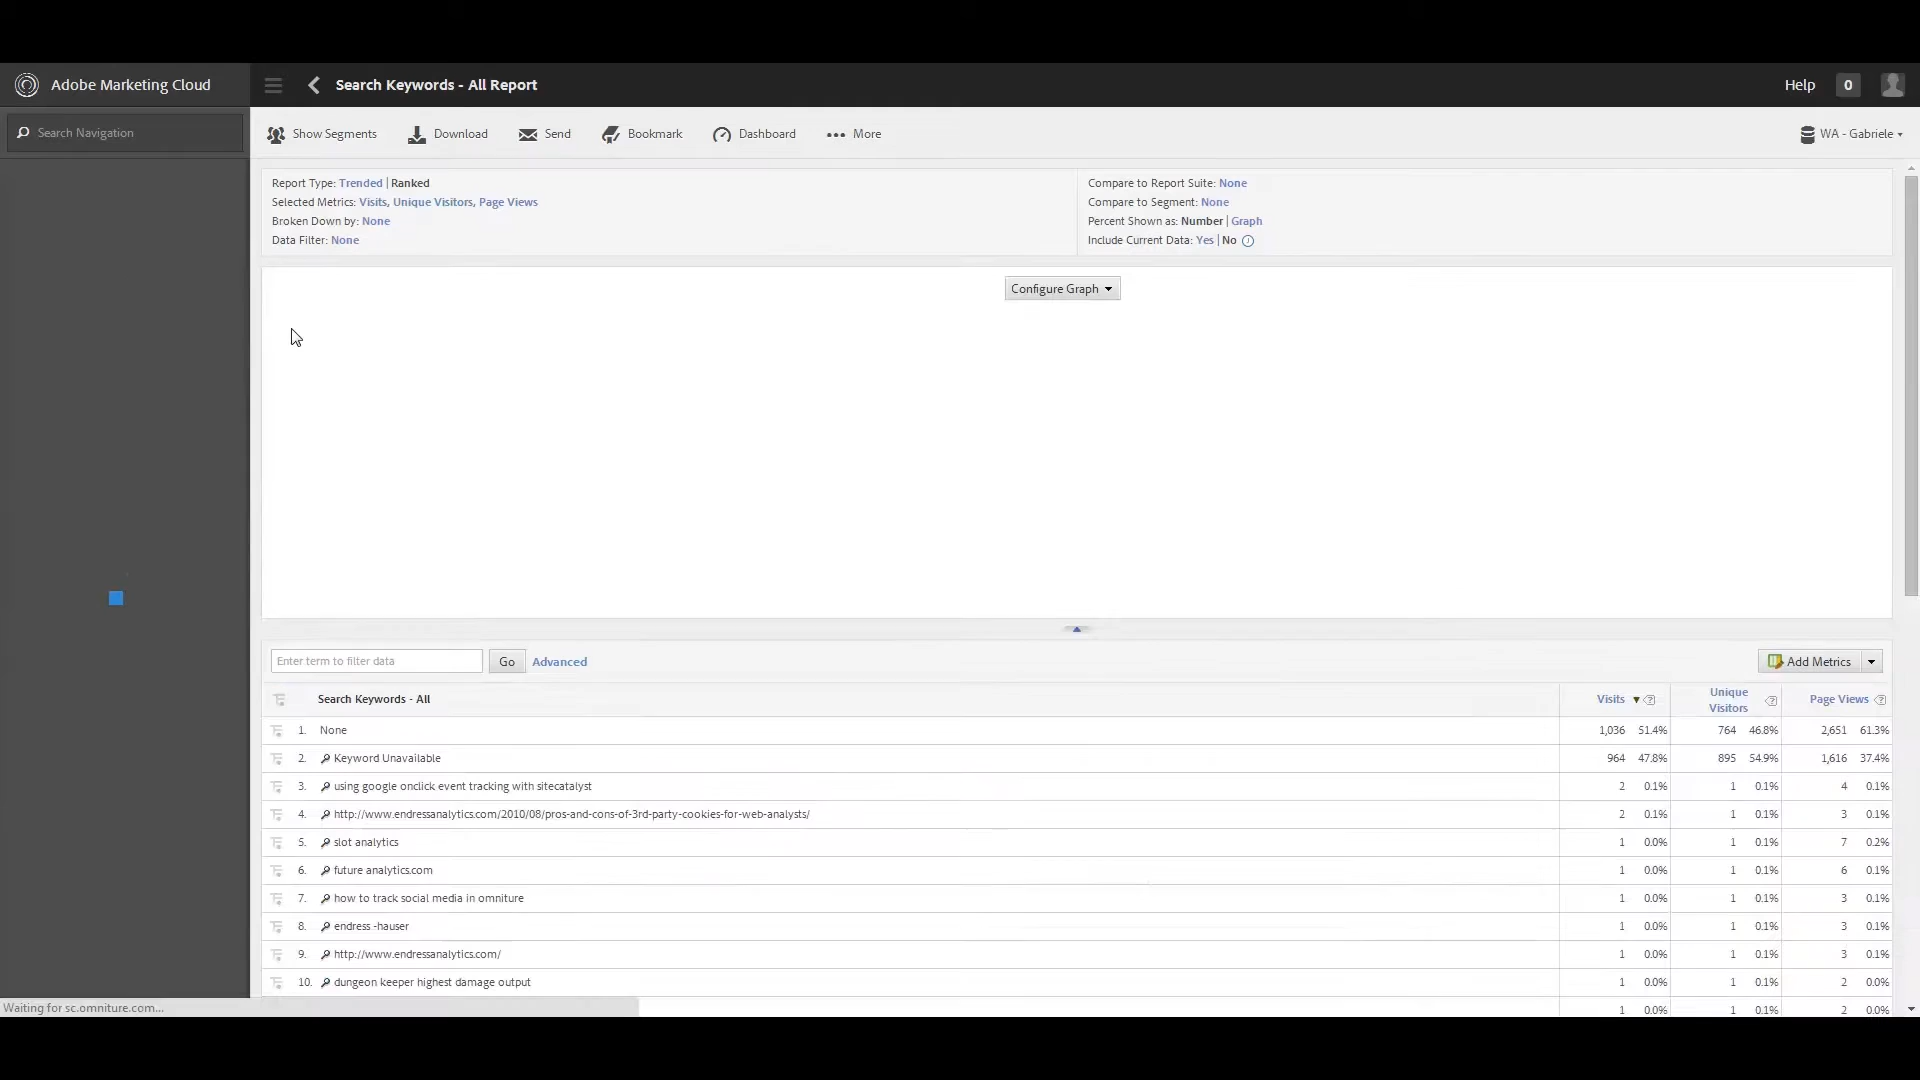 Adobe Marketing Cloud
Search Keywords - All Report
Help 0
Search Navigation
Show Segments Download Send Bookmark Dashboard More WA - Gabriele
Report Type: Trended | Ranked
Selected Metrics: Visits, Unique Visitors, Page Views
Broken Down by: None
Data Filter: None
Compare to Report Suite: None
Compare to Segment: None
Percent Shown as: Number | Graph
Include Current Data: Yes | No
Configure Graph
Enter term to filter data Go Advanced Add Metrics
Search Keywords - All Visits Unique Visitors Page Views
1. None 1,036 51.4% 764 46.8% 2,651 61.3%
2. Keyword Unavailable 964 47.8% 895 54.9% 1,616 37.4%
3. using google onclick event tracking with sitecatalyst 2 0.1% 1 0.1% 4 0.1%
4. http://www.endressanalytics.com/2010/08/pros-and-cons-of-3rd-party-cookies-for-web-analysts/ 2 0.1% 1 0.1% 3 0.1%
5. slot analytics 1 0.0% 1 0.1% 7 0.2%
6. future analytics.com 1 0.0% 1 0.1% 6 0.1%
7. how to track social media in omniture 1 0.0% 1 0.1% 3 0.1%
8. endress -hauser 1 0.0% 1 0.1% 3 0.1%
9. http://www.endressanalytics.com/ 1 0.0% 1 0.1% 3 0.1%
10. dungeon keeper highest damage output 1 0.0% 1 0.1% 2 0.0%
1 0.0% 1 0.1% 2 0.0%
Waiting for sc.omniture.com...